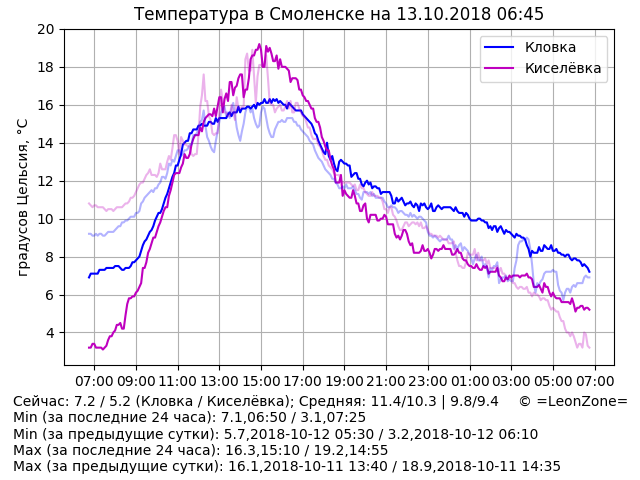 Температура в Смоленске на 13.10.2018 06:45
20
18
16
14
12
10
8
6
4
градусов Цельсия, °C
Кловка
Киселёвка
07:00 09:00 11:00 13:00 15:00 17:00 19:00 21:00 23:00 01:00 03:00 05:00 07:00
Сейчас: 7.2 / 5.2 (Кловка / Киселёвка); Средняя: 11.4/10.3 | 9.8/9.4 © =LeonZone=
Min (за последние 24 часа): 7.1,06:50 / 3.1,07:25
Min (за предыдущие сутки): 5.7,2018-10-12 05:30 / 3.2,2018-10-12 06:10
Max (за последние 24 часа): 16.3,15:10 / 19.2,14:55
Max (за предыдущие сутки): 16.1,2018-10-11 13:40 / 18.9,2018-10-11 14:35